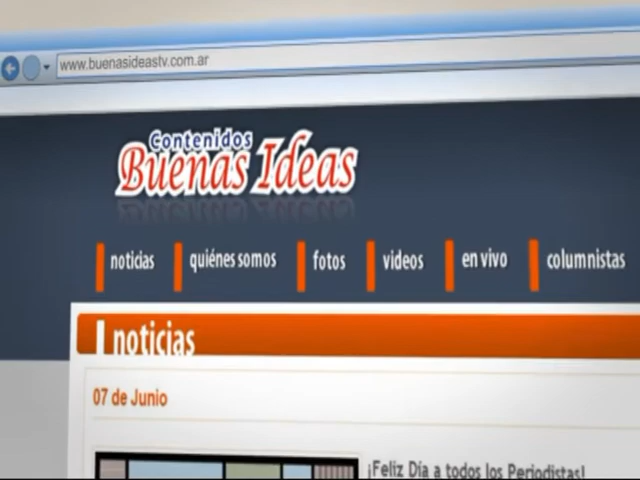 www.buenasideastv.com.ar
Contenidos
Buenas Ideas
noticias quiénes somos fotos videos en vivo columnistas
noticias
07 de Junio
¡Feliz Día a todos los Periodistas!